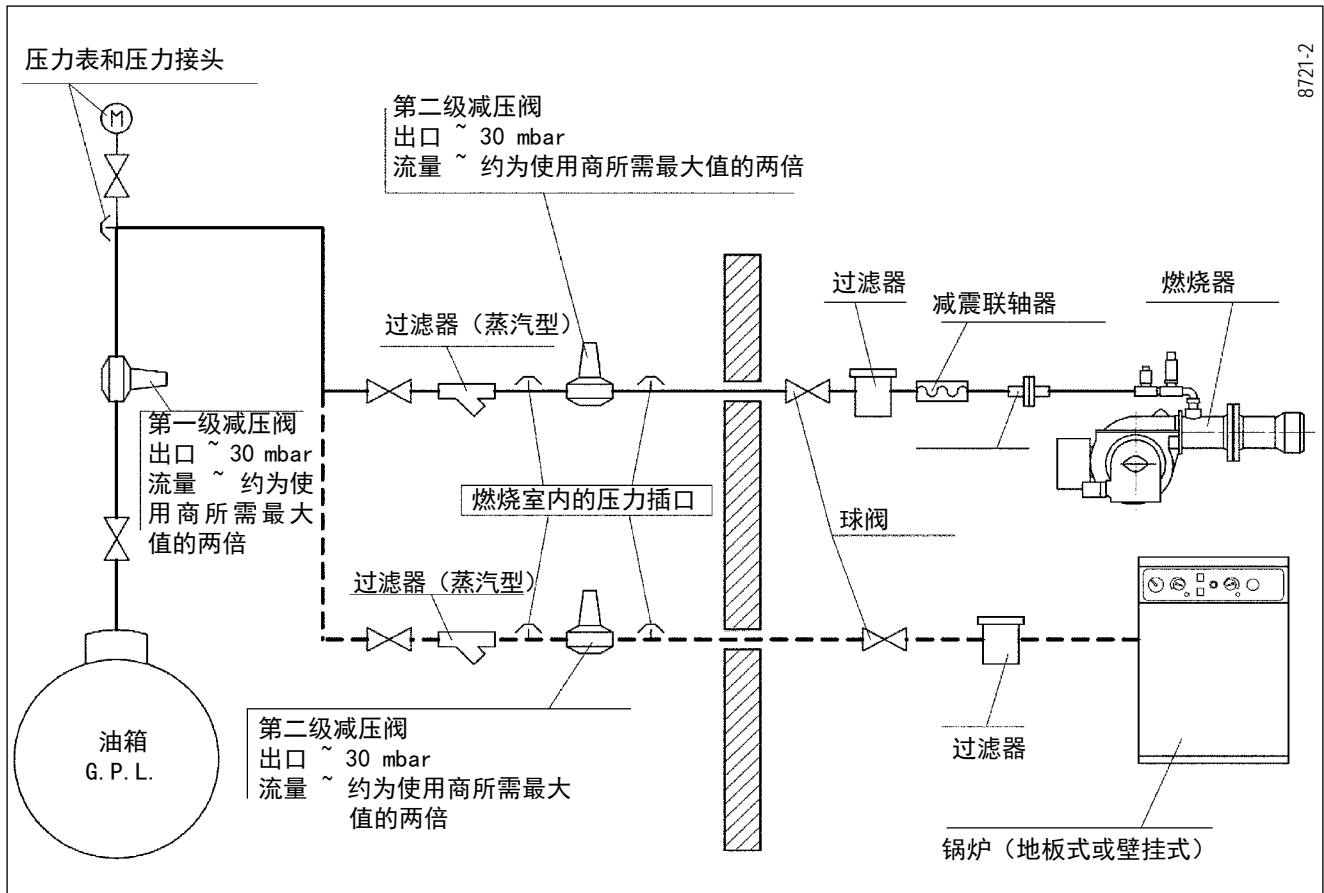 压力表和压力接头
8721-2
M
第二级减压阀
出口 ~ 30 mbar
流量 ~ 约为使用商所需最大值的两倍
过滤器
减震联轴器
燃烧器
过滤器（蒸汽型）
第一级减压阀
出口 ~ 30 mbar
流量 ~ 约为使
用商所需最大
值的两倍
燃烧室内的压力插口
球阀
过滤器（蒸汽型）
油箱
G.P.L.
第二级减压阀
出口 ~ 30 mbar
流量 ~ 约为使用商所需最大
值的两倍
过滤器
锅炉（地板式或壁挂式）